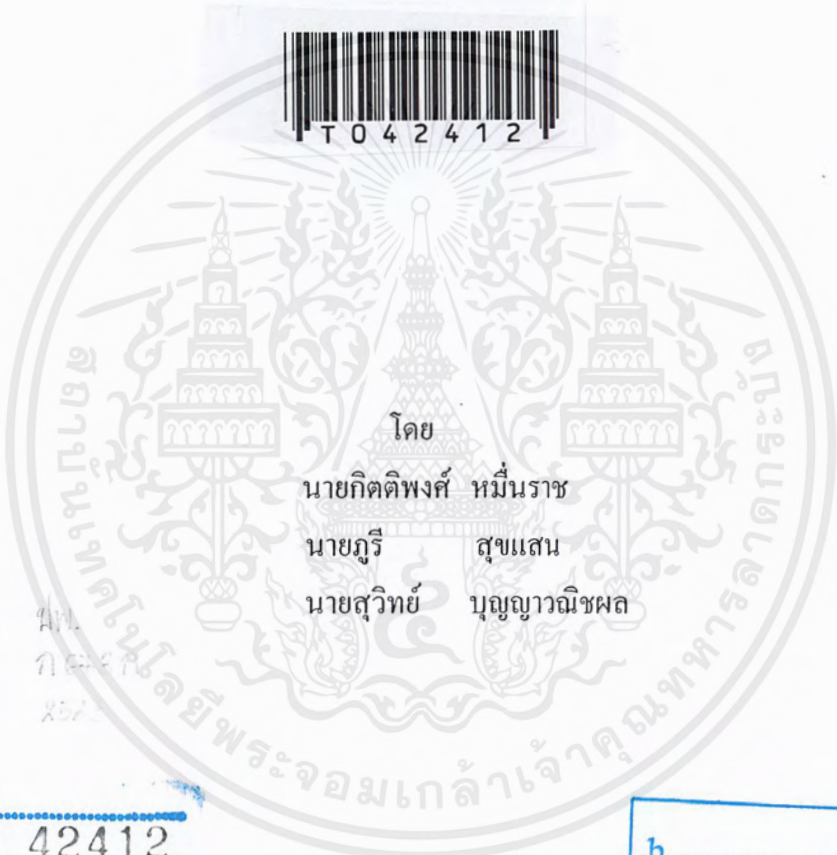 T042412
โดย
นายกิตติพงศ์ หมื่นราช
นายภูรี สุขแสน
นายสุวิทย์ บุญญาวณิชผล
สถาบันเทคโนโลยีพระจอมเกล้าเจ้าคุณทหารลาดกระบัง
42412
b